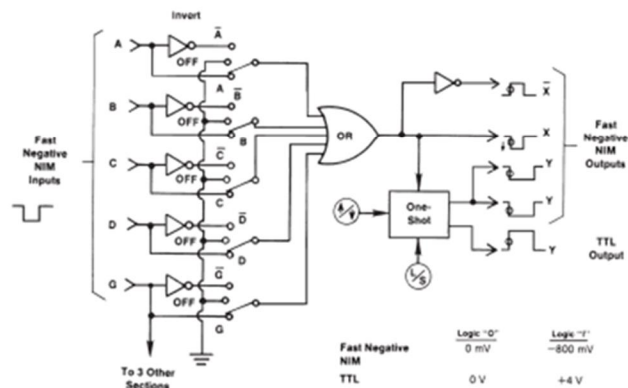 Invert
A
A
OFF
A
B
B
OFF
B
C
C
OFF
C
D
D
OFF
D
G
G
OFF
G
Fast
Negative
NIM
Inputs
To 3 Other
Sections
OR
One-
Shot
L/S
X
X
Y
Y
Y
Fast
Negative
NIM
Outputs
TTL
Output
Logic "0" Logic "1"
Fast Negative NIM 0 mV −800 mV
TTL 0 V +4 V